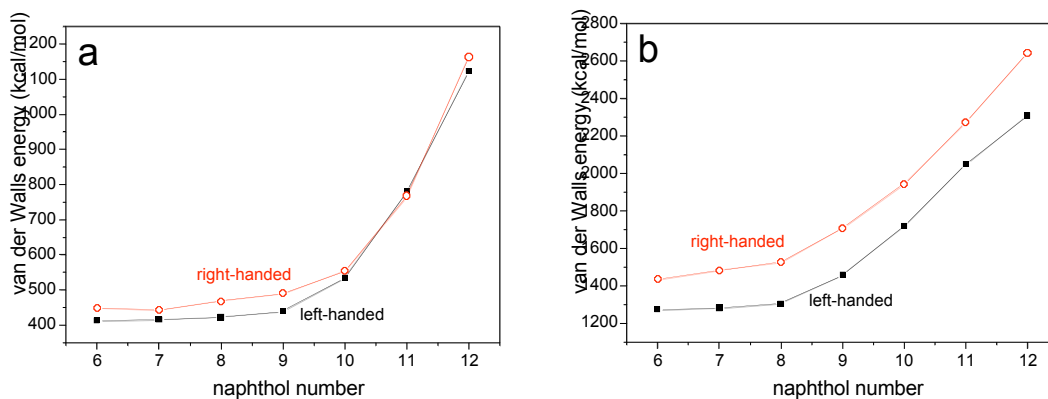 a
van der Walls energy (kcal/mol)
1200
1100
1000
900
800
700
600
500
400
right-handed
left-handed
6 7 8 9 10 11 12
naphthol number
b
van der Walls energy (kcal/mol)
2800
2600
2400
2200
2000
1800
1600
1400
1200
right-handed
left-handed
6 7 8 9 10 11 12
naphthol number